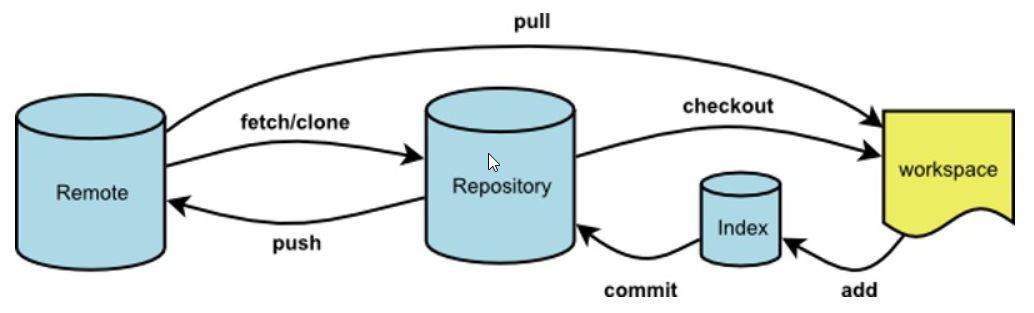 pull
fetch/clone
checkout
Remote
Repository
workspace
Index
push
commit
add